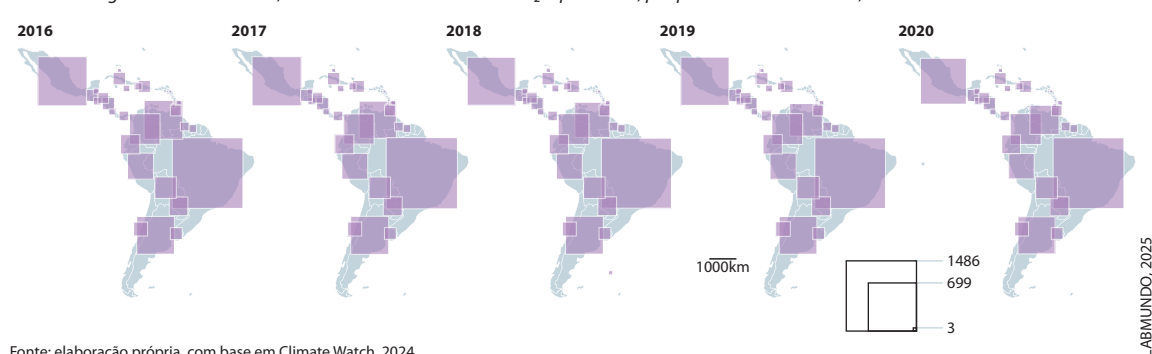 2016 2017 2018 2019 2020
1000km
1486
699
3
LABMUNDO, 2025
Fonte: elaboração própria, com base em Climate Watch, 2024